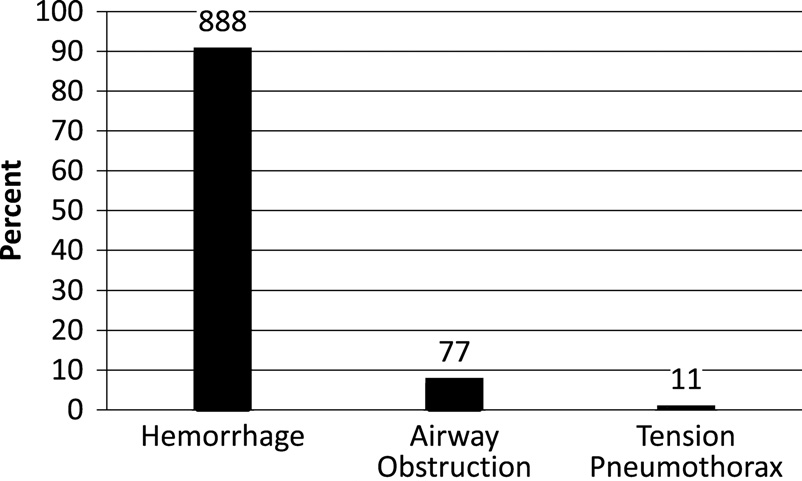 Percent
100
90
80
70
60
50
40
30
20
10
0
888
77
11
Hemorrhage
Airway
Obstruction
Tension
Pneumothorax